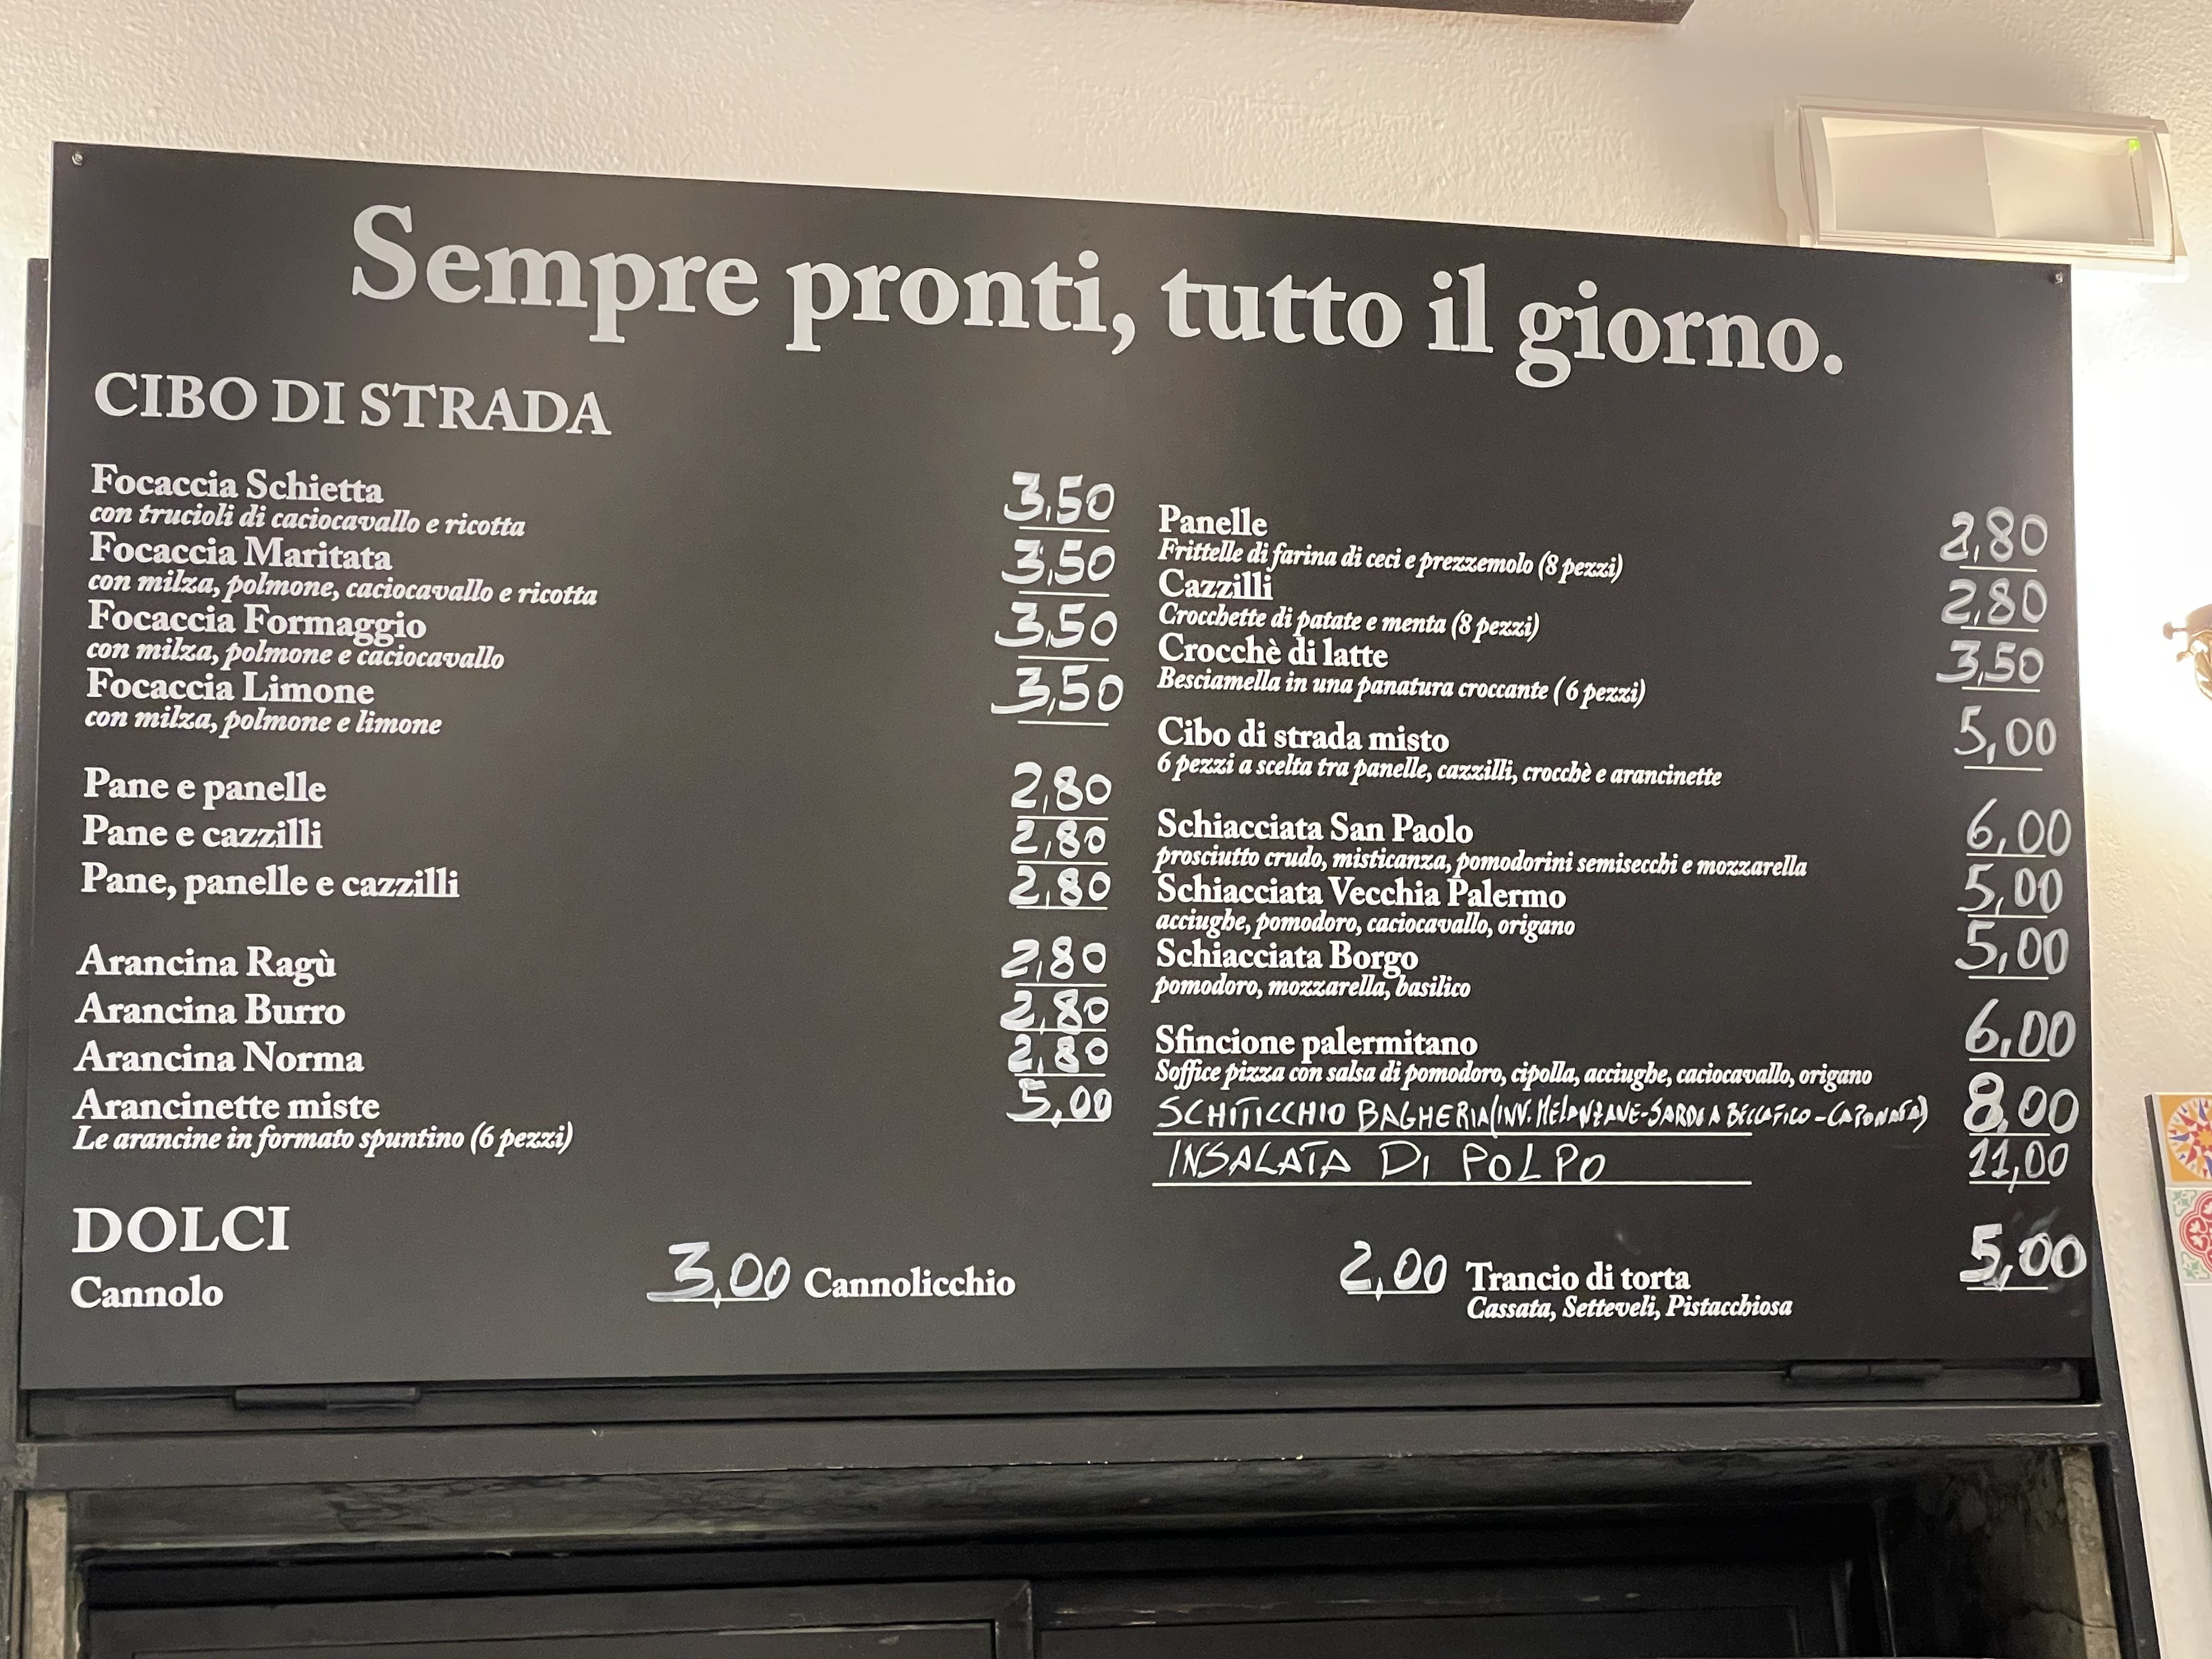 Sempre pronti, tutto il giorno.
CIBO DI STRADA
Focaccia Schietta 3,50
con trucioli di caciocavallo e ricotta
Focaccia Maritata 3,50
con milza, polmone, caciocavallo e ricotta
Focaccia Formaggio 3,50
con milza, polmone e caciocavallo
Focaccia Limone 3,50
con milza, polmone e limone
Pane e panelle 2,80
Pane e cazzilli 2,80
Pane, panelle e cazzilli 2,80
Arancina Ragù 2,80
Arancina Burro 2,80
Arancina Norma 2,80
Arancinette miste 5,00
Le arancine in formato spuntino (6 pezzi)
Panelle 2,80
Frittelle di farina di ceci e prezzemolo (8 pezzi)
Cazzilli 2,80
Crocchette di patate e menta (8 pezzi)
Crocchè di latte 3,50
Besciamella in una panatura croccante ( 6 pezzi)
Cibo di strada misto 5,00
6 pezzi a scelta tra panelle, cazzilli, crocchè e arancinette
Schiacciata San Paolo 6,00
prosciutto crudo, misticanza, pomodorini semisecchi e mozzarella
Schiacciata Vecchia Palermo 5,00
acciughe, pomodoro, caciocavallo, origano
Schiacciata Borgo 5,00
pomodoro, mozzarella, basilico
Sfincione palermitano 6,00
Soffice pizza con salsa di pomodoro, cipolla, acciughe, caciocavallo, origano
SCHITICCHIO BAGHERIA (INV. MELANZANE-SARDE A BECCAFICO-CAPONATA) 8,00
INSALATA DI POLPO 11,00
DOLCI
Cannolo 3,00 Cannolicchio 2,00 Trancio di torta 5,00
Cassata, Setteveli, Pistacchiosa